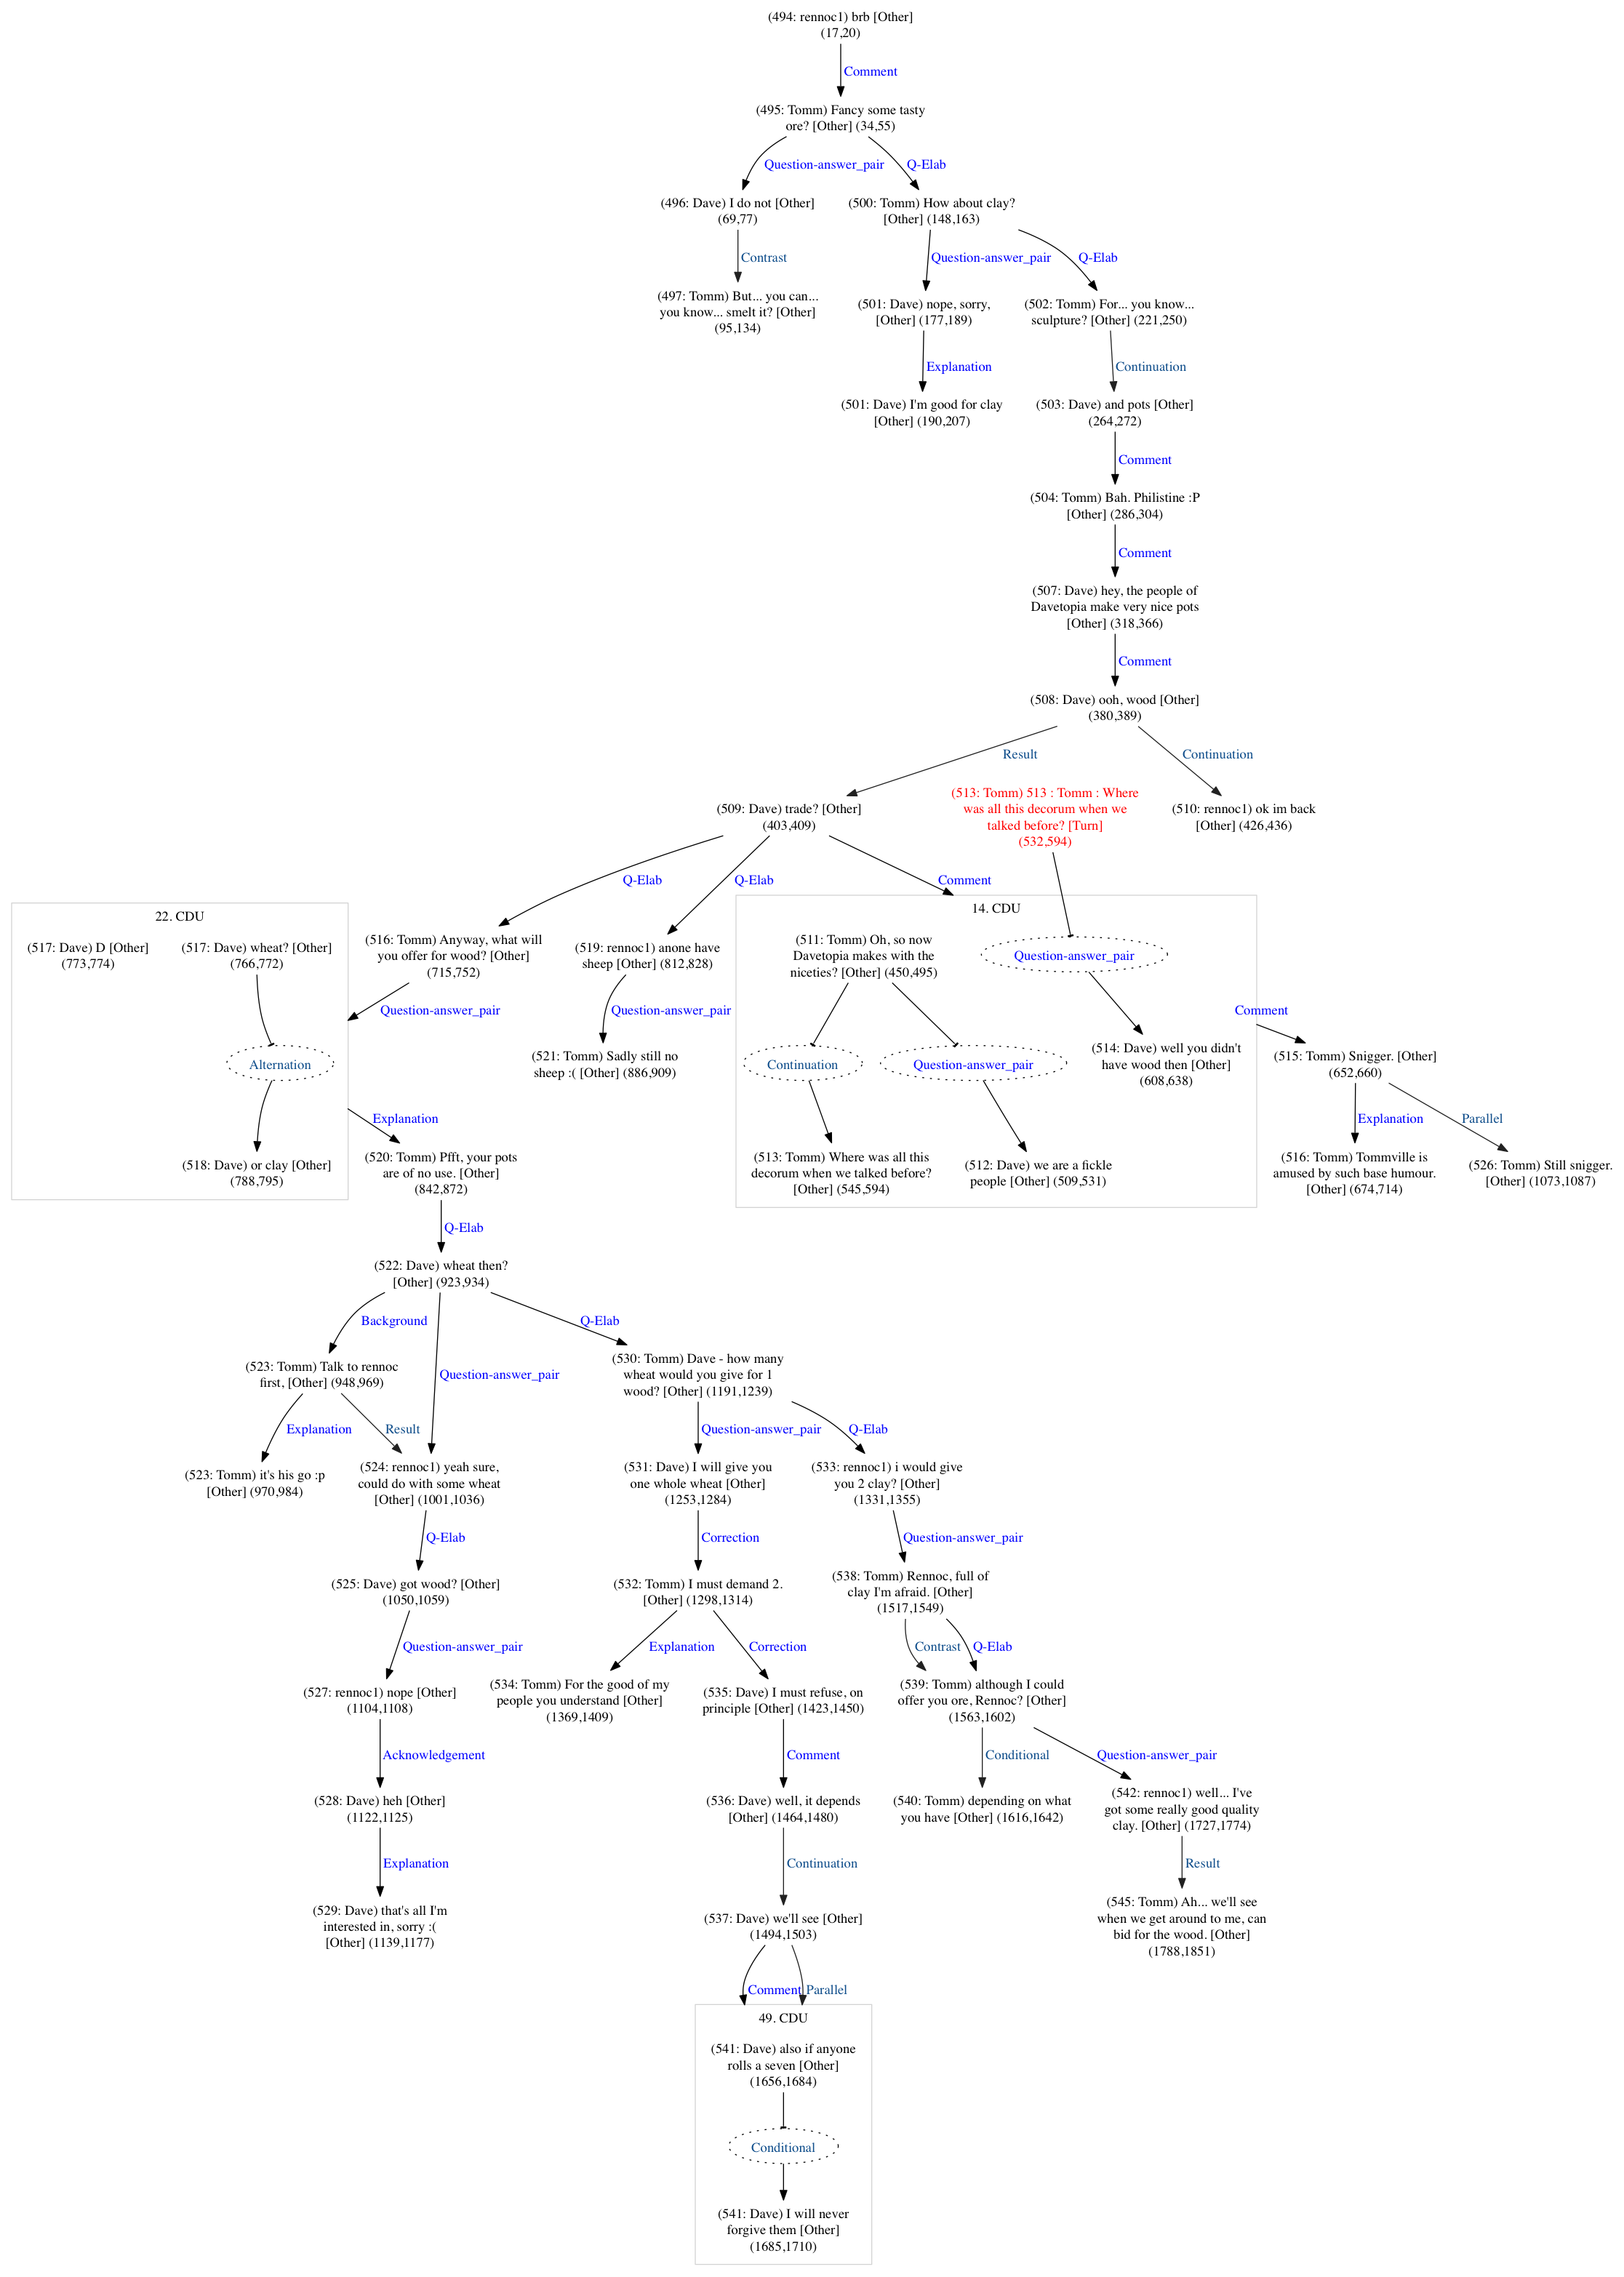 (494: rennoc1) brb [Other]
(17,20)
Comment
(495: Tomm) Fancy some tasty
ore? [Other] (34,55)
Question-answer_pair
Q-Elab
(496: Dave) I do not [Other]
(69,77)
(500: Tomm) How about clay?
[Other] (148,163)
Contrast
Question-answer_pair
Q-Elab
(497: Tomm) But... you can...
you know... smelt it? [Other]
(95,134)
(501: Dave) nope, sorry,
[Other] (177,189)
(502: Tomm) For... you know...
sculpture? [Other] (221,250)
Explanation
Continuation
(501: Dave) I'm good for clay
[Other] (190,207)
(503: Dave) and pots [Other]
(264,272)
Comment
(504: Tomm) Bah. Philistine :P
[Other] (286,304)
Comment
(507: Dave) hey, the people of
Davetopia make very nice pots
[Other] (318,366)
Comment
(508: Dave) ooh, wood [Other]
(380,389)
Result
Continuation
(509: Dave) trade? [Other]
(403,409)
(513: Tomm) 513 : Tomm : Where
was all this decorum when we
talked before? [Turn]
(532,594)
(510: rennoc1) ok im back
[Other] (426,436)
Q-Elab
Q-Elab
Comment
22. CDU
(517: Dave) D [Other]
(773,774)
(517: Dave) wheat? [Other]
(766,772)
Alternation
(518: Dave) or clay [Other]
(788,795)
(516: Tomm) Anyway, what will
you offer for wood? [Other]
(715,752)
Question-answer_pair
(519: rennoc1) anone have
sheep [Other] (812,828)
Question-answer_pair
(521: Tomm) Sadly still no
sheep :( [Other] (886,909)
14. CDU
(511: Tomm) Oh, so now
Davetopia makes with the
niceties? [Other] (450,495)
Question-answer_pair
Continuation
Question-answer_pair
(514: Dave) well you didn't
have wood then [Other]
(608,638)
(513: Tomm) Where was all this
decorum when we talked before?
[Other] (545,594)
(512: Dave) we are a fickle
people [Other] (509,531)
Comment
(515: Tomm) Snigger. [Other]
(652,660)
Explanation
Parallel
(516: Tomm) Tommville is
amused by such base humour.
[Other] (674,714)
(526: Tomm) Still snigger.
[Other] (1073,1087)
Explanation
(520: Tomm) Pfft, your pots
are of no use. [Other]
(842,872)
Q-Elab
(522: Dave) wheat then?
[Other] (923,934)
Background
Question-answer_pair
Q-Elab
(523: Tomm) Talk to rennoc
first, [Other] (948,969)
(530: Tomm) Dave - how many
wheat would you give for 1
wood? [Other] (1191,1239)
Explanation
Result
Question-answer_pair
Q-Elab
(523: Tomm) it's his go :p
[Other] (970,984)
(524: rennoc1) yeah sure,
could do with some wheat
[Other] (1001,1036)
(531: Dave) I will give you
one whole wheat [Other]
(1253,1284)
(533: rennoc1) i would give
you 2 clay? [Other]
(1331,1355)
Q-Elab
Correction
Question-answer_pair
(525: Dave) got wood? [Other]
(1050,1059)
(532: Tomm) I must demand 2.
[Other] (1298,1314)
(538: Tomm) Rennoc, full of
clay I'm afraid. [Other]
(1517,1549)
Question-answer_pair
Explanation
Correction
Contrast
Q-Elab
(527: rennoc1) nope [Other]
(1104,1108)
(534: Tomm) For the good of my
people you understand [Other]
(1369,1409)
(535: Dave) I must refuse, on
principle [Other] (1423,1450)
(539: Tomm) although I could
offer you ore, Rennoc? [Other]
(1563,1602)
Acknowledgement
Comment
Conditional
Question-answer_pair
(528: Dave) heh [Other]
(1122,1125)
(536: Dave) well, it depends
[Other] (1464,1480)
(540: Tomm) depending on what
you have [Other] (1616,1642)
(542: rennoc1) well... I've
got some really good quality
clay. [Other] (1727,1774)
Explanation
Continuation
Result
(529: Dave) that's all I'm
interested in, sorry :(
[Other] (1139,1177)
(537: Dave) we'll see [Other]
(1494,1503)
(545: Tomm) Ah... we'll see
when we get around to me, can
bid for the wood. [Other]
(1788,1851)
Comment
Parallel
49. CDU
(541: Dave) also if anyone
rolls a seven [Other]
(1656,1684)
Conditional
(541: Dave) I will never
forgive them [Other]
(1685,1710)